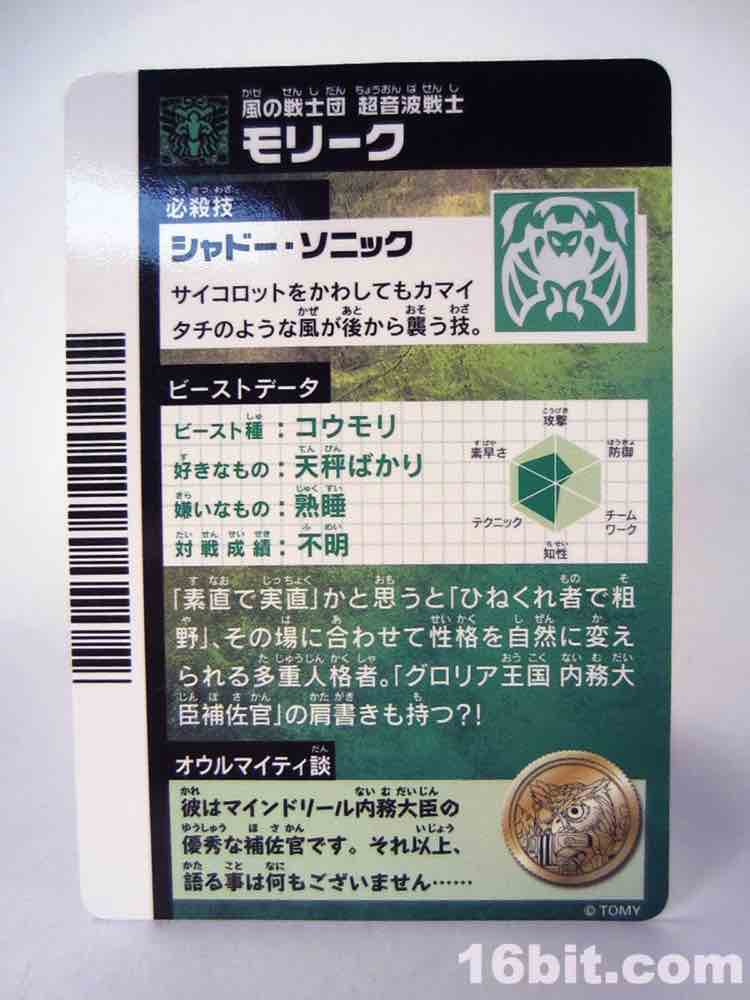 風の戦士団 超音波戦士
モリーク
必殺技
シャドー・ソニック
サイコロットをかわしてもカマイ
タチのような風が後から襲う技。
ビーストデータ
ビースト種：コウモリ
好きなもの：天秤ばかり
嫌いなもの：熟睡
対戦成績：不明
攻撃
素早さ
防御
テクニック
チーム
ワーク
知性
「素直で実直」かと思うと「ひねくれ者で粗
野」、その場に合わせて性格を自然に変え
られる多重人格者。「グロリア王国 内務大
臣補佐官」の肩書きも持つ?!
オウルマイティ談
彼はマインドリール内務大臣の
優秀な補佐官です。それ以上、
語る事は何もございません……
© TOMY
16bit.com